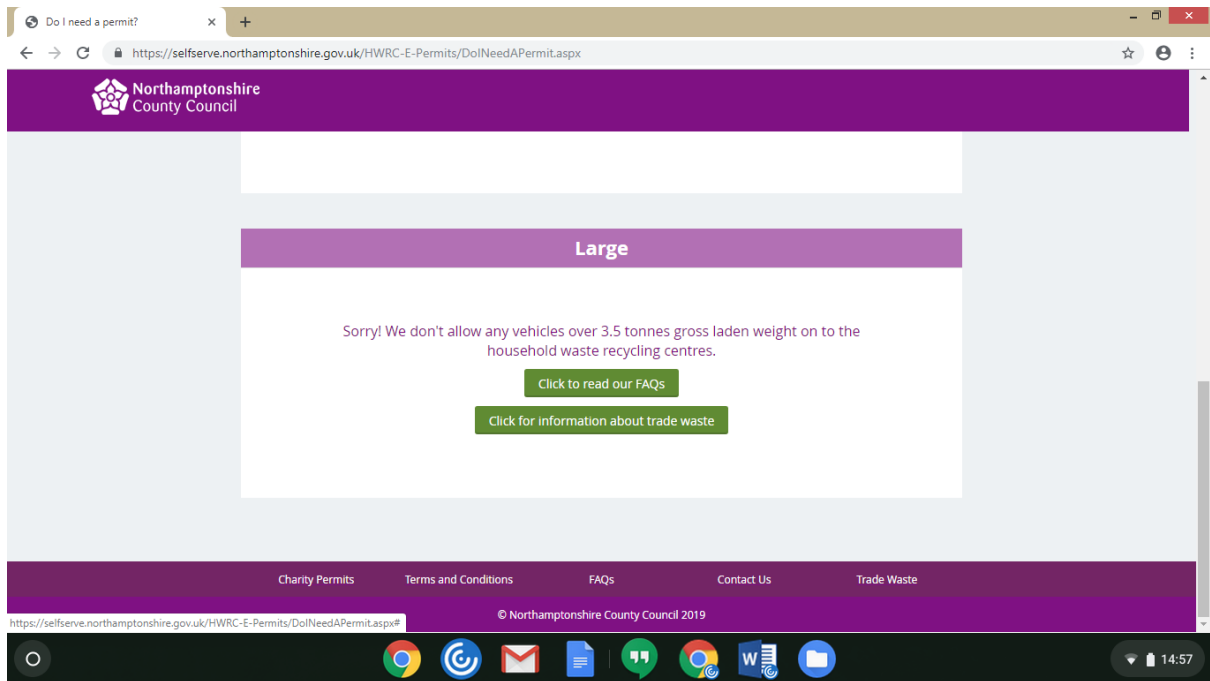 Do I need a permit?
https://selfserve.northamptonshire.gov.uk/HWRC-E-Permits/DoINeedAPermit.aspx
Northamptonshire
County Council
Large
Sorry! We don't allow any vehicles over 3.5 tonnes gross laden weight on to the
household waste recycling centres.
Click to read our FAQs
Click for information about trade waste
Charity Permits Terms and Conditions FAQs Contact Us Trade Waste
© Northamptonshire County Council 2019
https://selfserve.northamptonshire.gov.uk/HWRC-E-Permits/DoINeedAPermit.aspx#
W
14:57